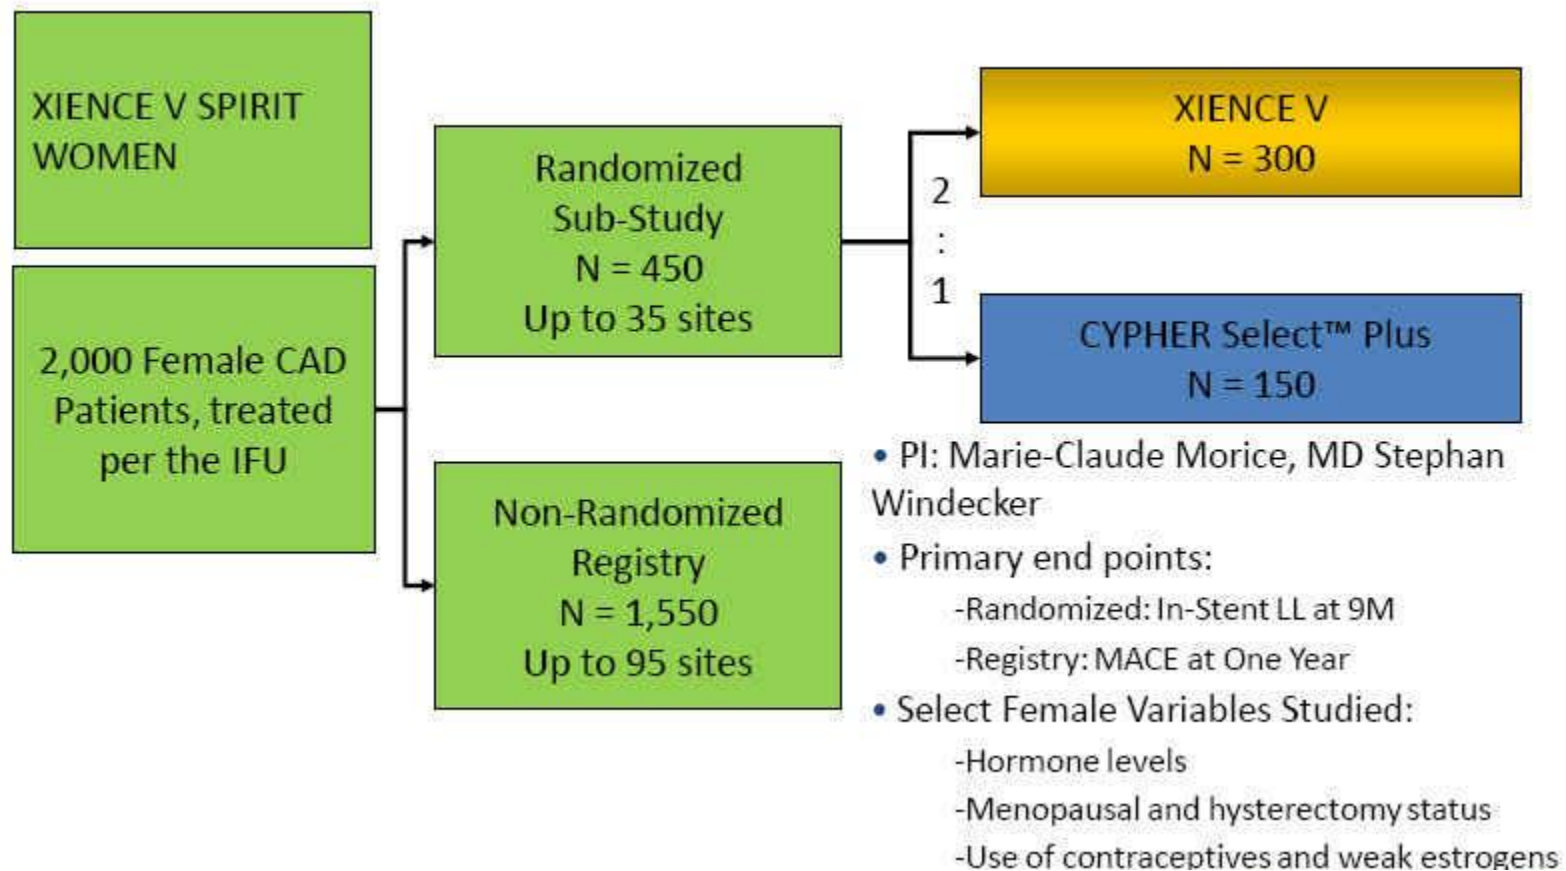 XIENCE V SPIRIT
WOMEN
2,000 Female CAD
Patients, treated
per the IFU
Randomized
Sub-Study
N = 450
Up to 35 sites
Non-Randomized
Registry
N = 1,550
Up to 95 sites
2
:
1
XIENCE V
N = 300
CYPHER Select™ Plus
N = 150
• PI: Marie-Claude Morice, MD Stephan
Windecker
• Primary end points:
-Randomized: In-Stent LL at 9M
-Registry: MACE at One Year
• Select Female Variables Studied:
-Hormone levels
-Menopausal and hysterectomy status
-Use of contraceptives and weak estrogens